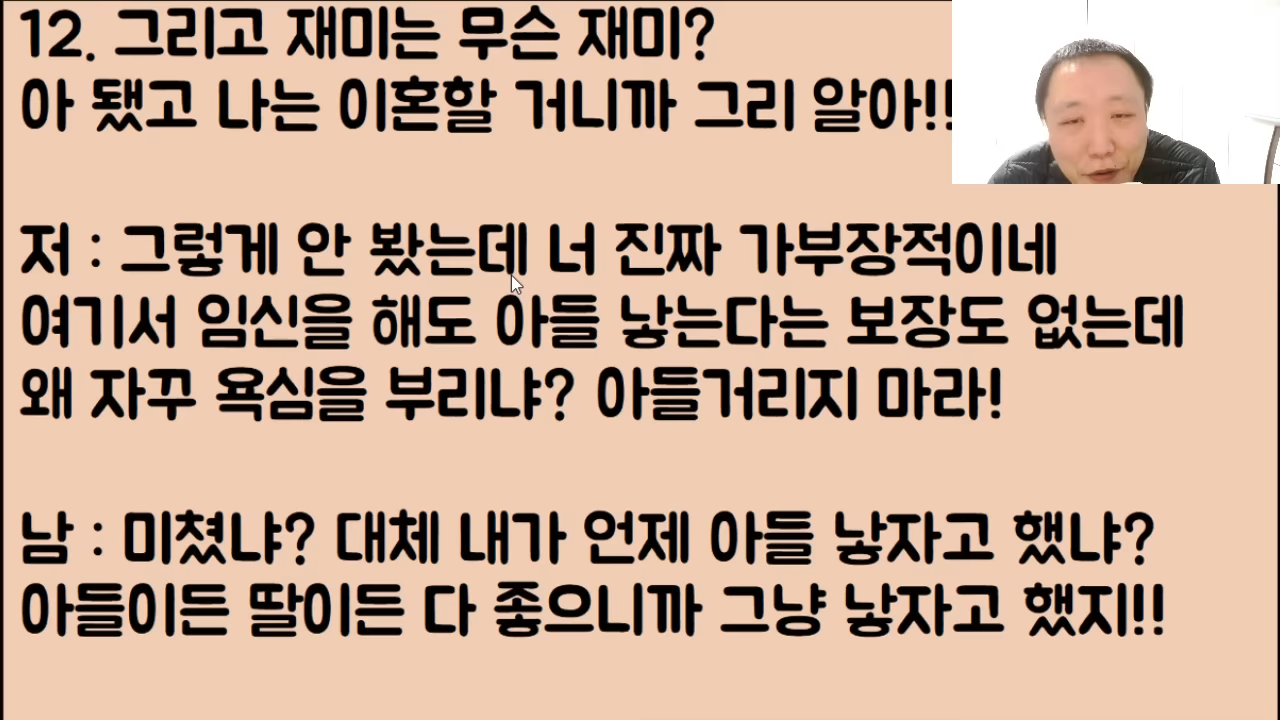 12. 그리고 재미는 무슨 재미?
아 됐고 나는 이혼할 거니까 그리 알아!!
저 : 그렇게 안 봤는데 너 진짜 가부장적이네
여기서 임신을 해도 아들 낳는다는 보장도 없는데
왜 자꾸 욕심을 부리냐? 아들거리지 마라!
남 : 미쳤냐? 대체 내가 언제 아들 낳자고 했냐?
아들이든 딸이든 다 좋으니까 그냥 낳자고 했지!!